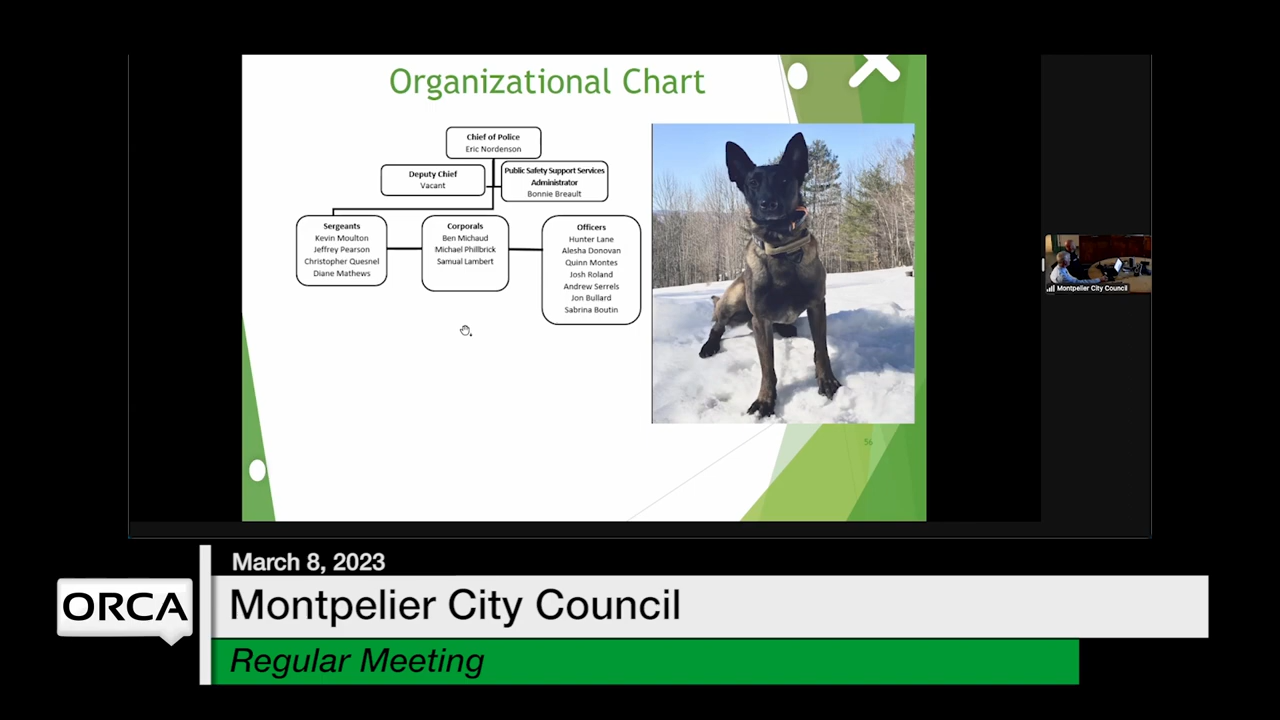 Organizational Chart
Chief of Police
Eric Nordenson
Deputy Chief
Vacant
Public Safety Support Services
Administrator
Bonnie Breault
Sergeants
Kevin Moulton
Jeffrey Pearson
Christopher Quesnel
Diane Mathews
Corporals
Ben Michaud
Michael Phillbrick
Samual Lambert
Officers
Hunter Lane
Alesha Donovan
Quinn Montes
Josh Roland
Andrew Serrels
Jon Bullard
Sabrina Boutin
56
Montpelier City Council
March 8, 2023
ORCA
Montpelier City Council
Regular Meeting